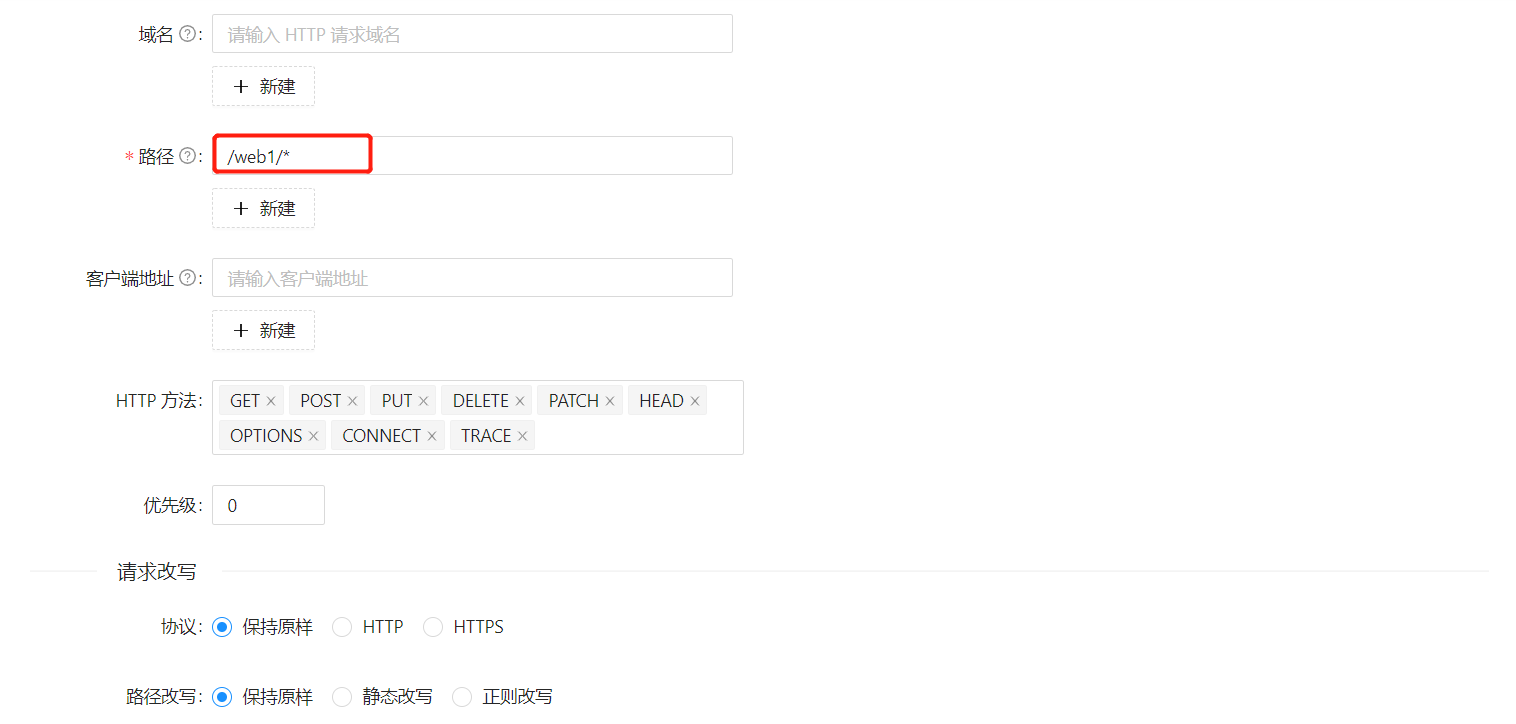 域名 ?: 请输入 HTTP 请求域名
+ 新建
* 路径 ?: /web1/*
+ 新建
客户端地址 ?: 请输入客户端地址
+ 新建
HTTP 方法: GET × POST × PUT × DELETE × PATCH × HEAD ×
OPTIONS × CONNECT × TRACE ×
优先级: 0
请求改写
协议: 保持原样 HTTP HTTPS
路径改写: 保持原样 静态改写 正则改写